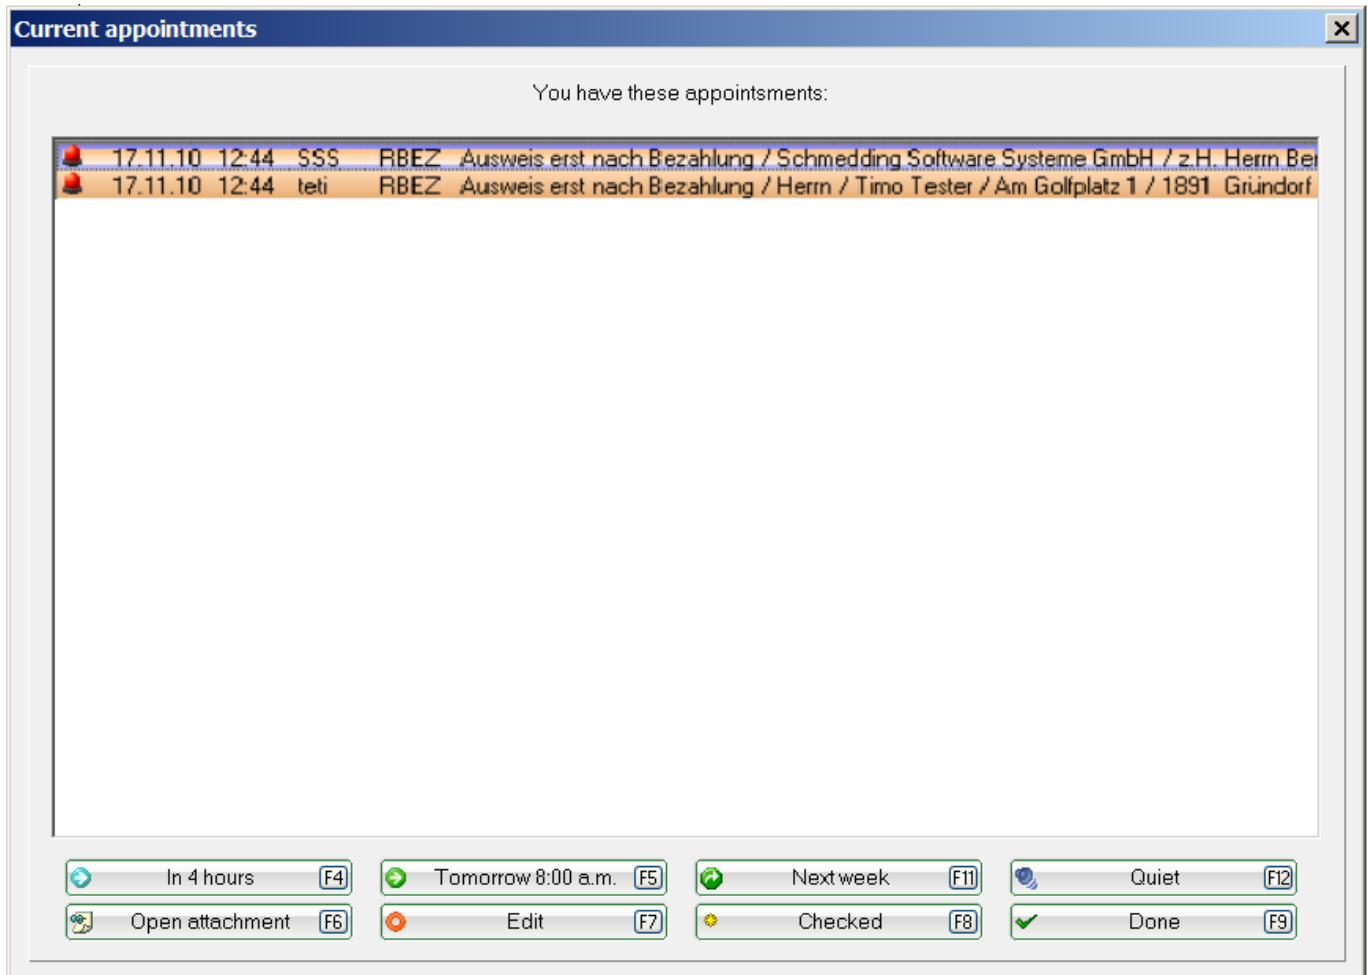 Current appointments
You have these appointsments:
17.11.10 12:44 SSS RBEZ Ausweis erst nach Bezahlung / Schmedding Software Systeme GmbH / z.H. Herrn Ber
17.11.10 12:44 teti RBEZ Ausweis erst nach Bezahlung / Herrn / Timo Tester / Am Golfplatz 1 / 1891 Gründorf
In 4 hours F4 Tomorrow 8:00 a.m. F5 Next week F11 Quiet F12
Open attachment F6 Edit F7 Checked F8 Done F9